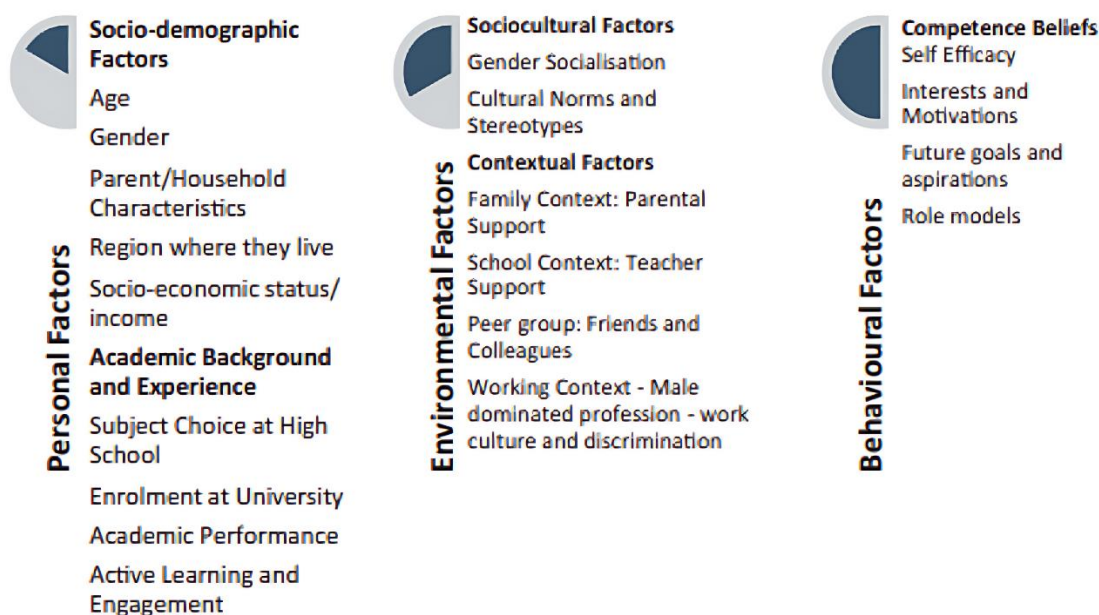 Personal Factors
Socio-demographic
Factors
Age
Gender
Parent/Household
Characteristics
Region where they live
Socio-economic status/
income
Academic Background
and Experience
Subject Choice at High
School
Enrolment at University
Academic Performance
Active Learning and
Engagement
Environmental Factors
Sociocultural Factors
Gender Socialisation
Cultural Norms and
Stereotypes
Contextual Factors
Family Context: Parental
Support
School Context: Teacher
Support
Peer group: Friends and
Colleagues
Working Context - Male
dominated profession - work
culture and discrimination
Behavioural Factors
Competence Beliefs
Self Efficacy
Interests and
Motivations
Future goals and
aspirations
Role models